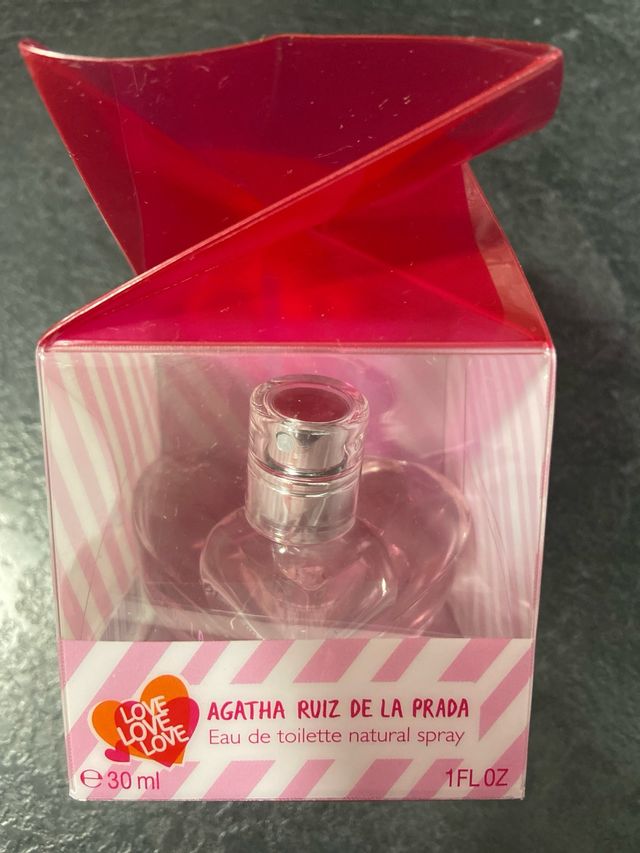 LOVE
LOVE
LOVE
AGATHA RUIZ DE LA PRADA
Eau de toilette natural spray
℮ 30 ml
1FL OZ